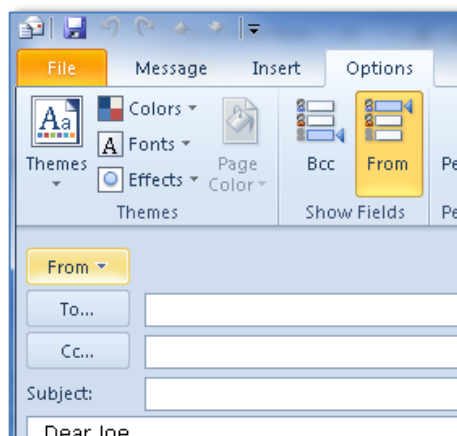 File Message Insert Options
Aa Themes
Colors
A Fonts
Effects
Page Color
Themes
Bcc From
Show Fields
From
To...
Cc...
Subject:
Dear Joe